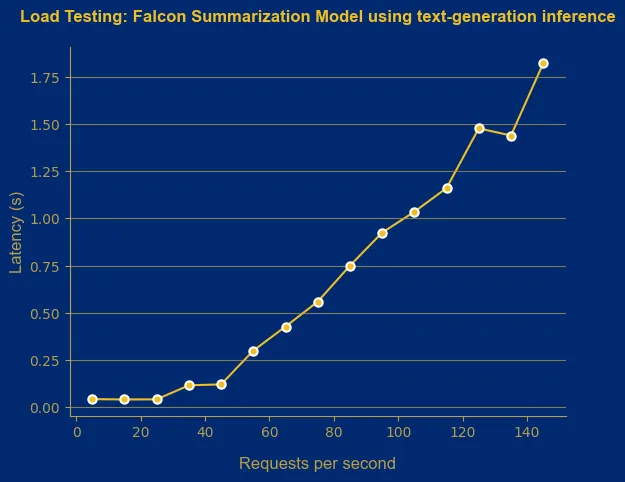 Load Testing: Falcon Summarization Model using text-generation inference
1.75
1.50
1.25
1.00
0.75
0.50
0.25
0.00
Latency (s)
0 20 40 60 80 100 120 140
Requests per second